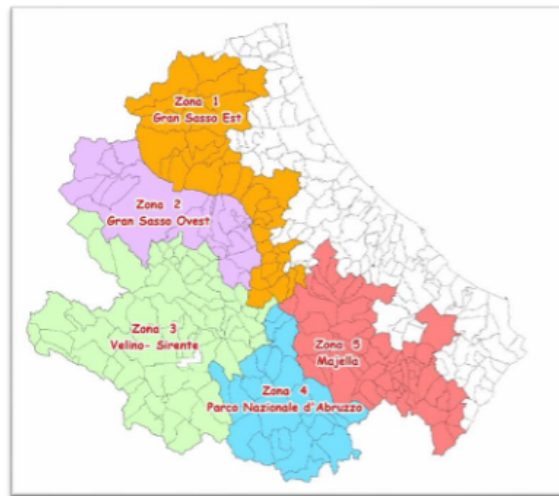 Zona 1
Gran Sasso Est
Zona 2
Gran Sasso Ovest
Zona 3
Velino- Sirente
Zona 5
Majella
Zona 4
Parco Nazionale d'Abruzzo